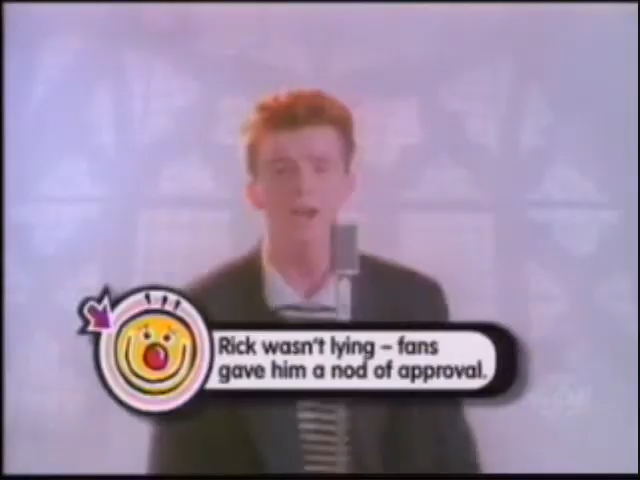 Rick wasn't lying – fans
gave him a nod of approval.